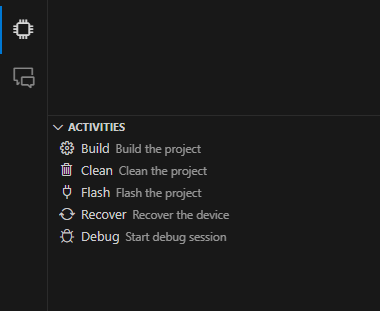 ACTIVITIES
Build Build the project
Clean Clean the project
Flash Flash the project
Recover Recover the device
Debug Start debug session